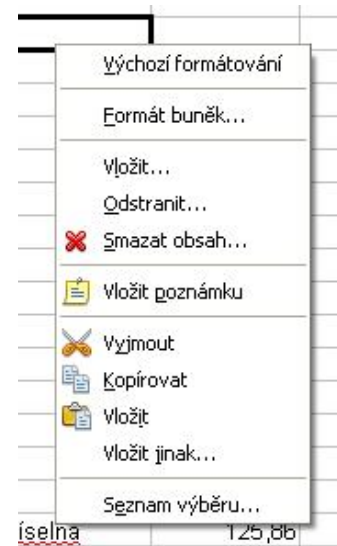 Výchozí formátování
Formát buněk...
Vložit...
Odstranit...
Smazat obsah...
Vložit poznámku
Vyjmout
Kopírovat
Vložit
Vložit jinak...
Seznam výběru...
íselna 125,86